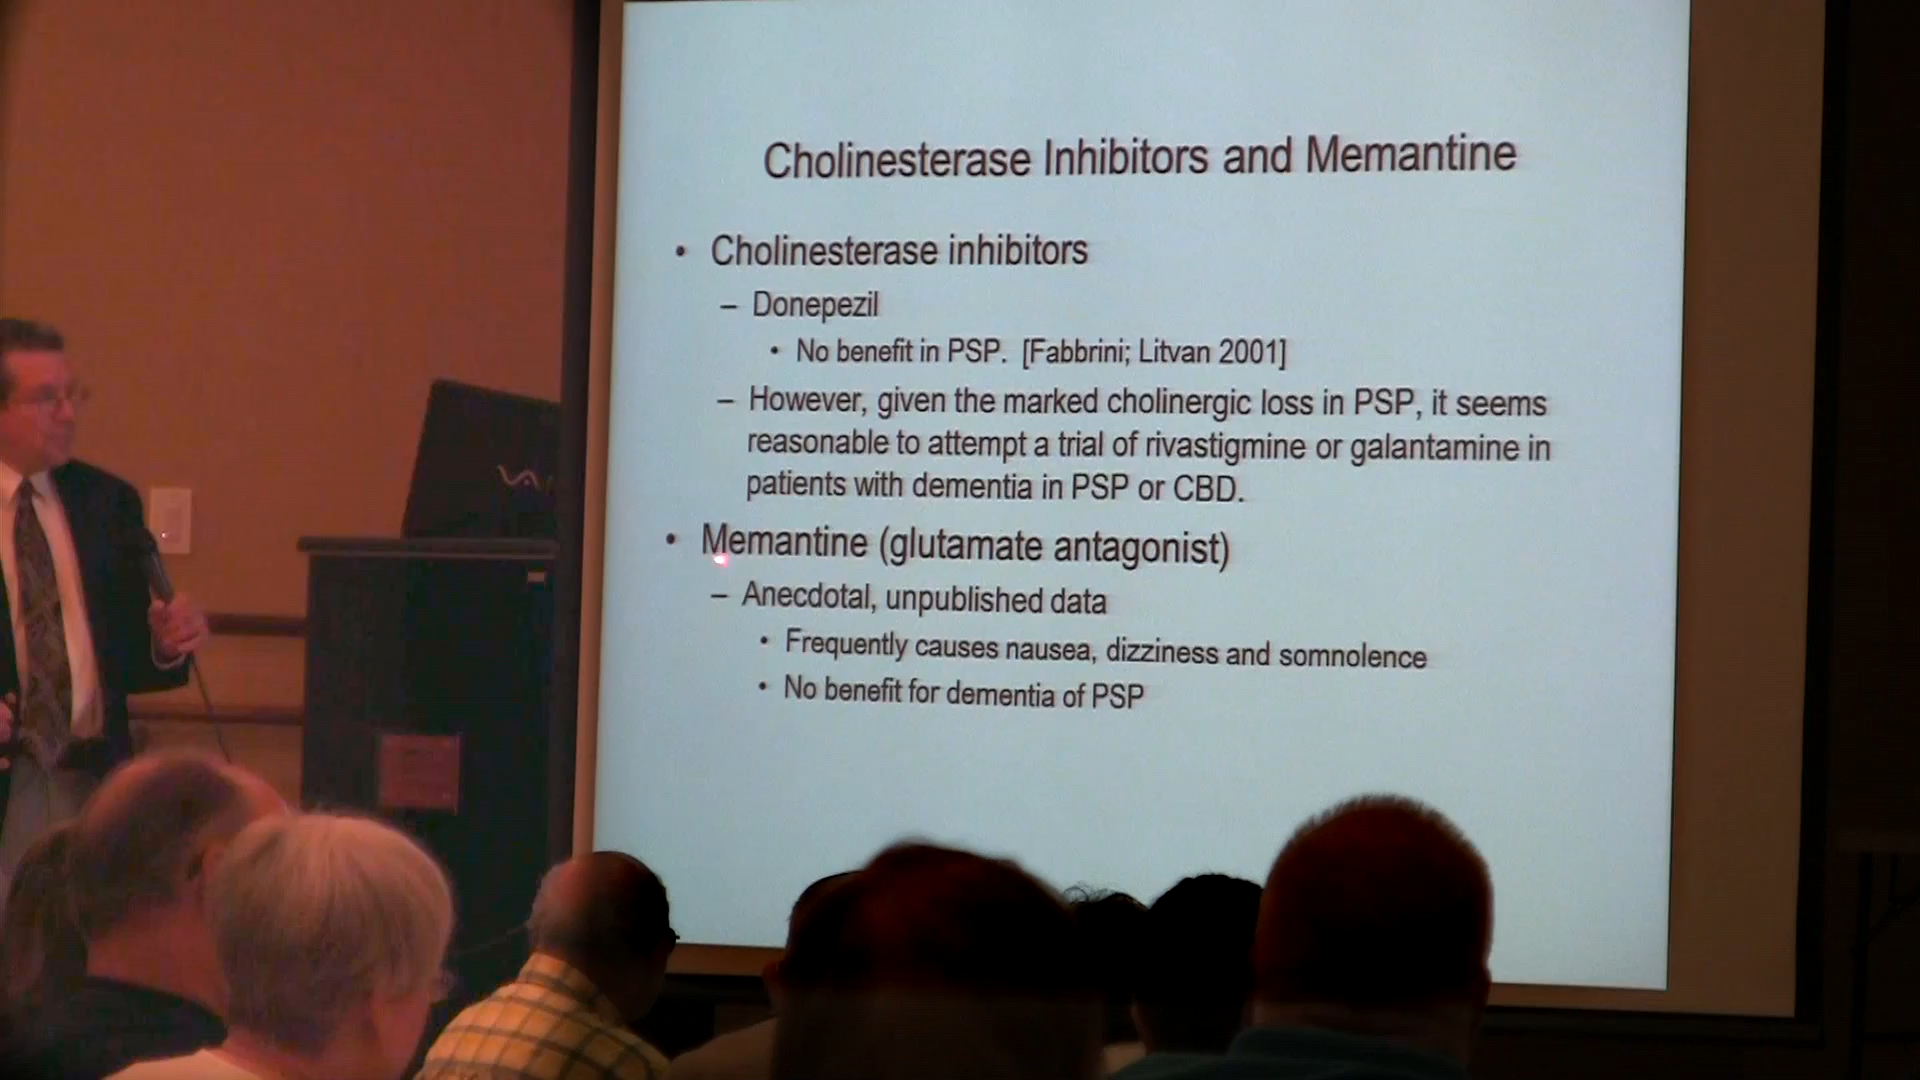 Cholinesterase Inhibitors and Memantine
• Cholinesterase inhibitors
– Donepezil
• No benefit in PSP. [Fabbrini; Litvan 2001]
– However, given the marked cholinergic loss in PSP, it seems
reasonable to attempt a trial of rivastigmine or galantamine in
patients with dementia in PSP or CBD.
• Memantine (glutamate antagonist)
– Anecdotal, unpublished data
• Frequently causes nausea, dizziness and somnolence
• No benefit for dementia of PSP